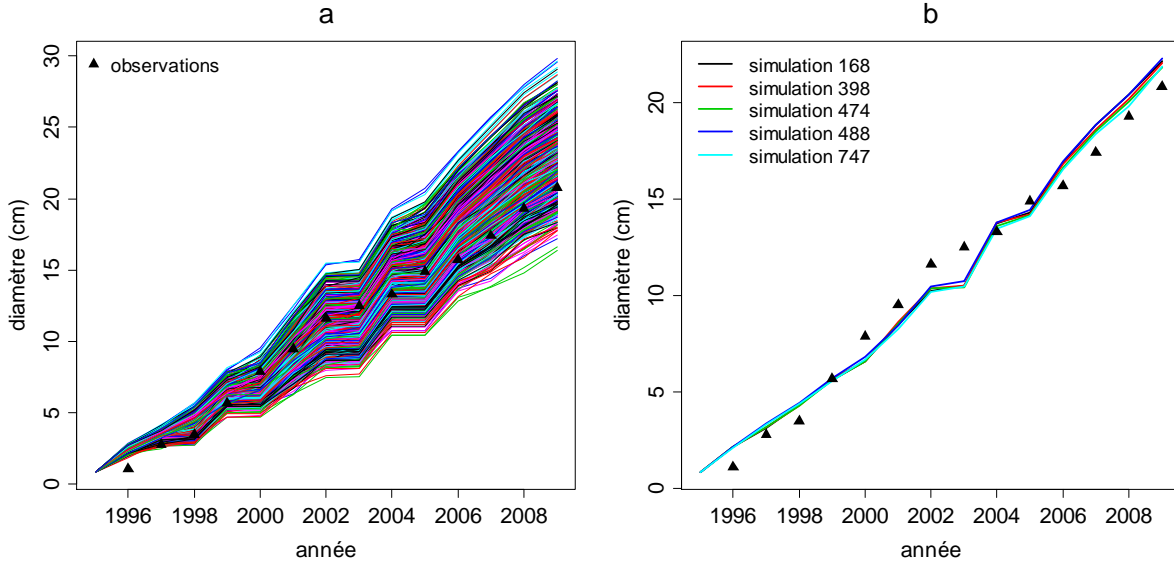 a
30
25
20
15
10
5
0
diamètre (cm)
▲ observations
1996 1998 2000 2002 2004 2006 2008
année
b
20
15
10
5
0
diamètre (cm)
simulation 168
simulation 398
simulation 474
simulation 488
simulation 747
1996 1998 2000 2002 2004 2006 2008
année